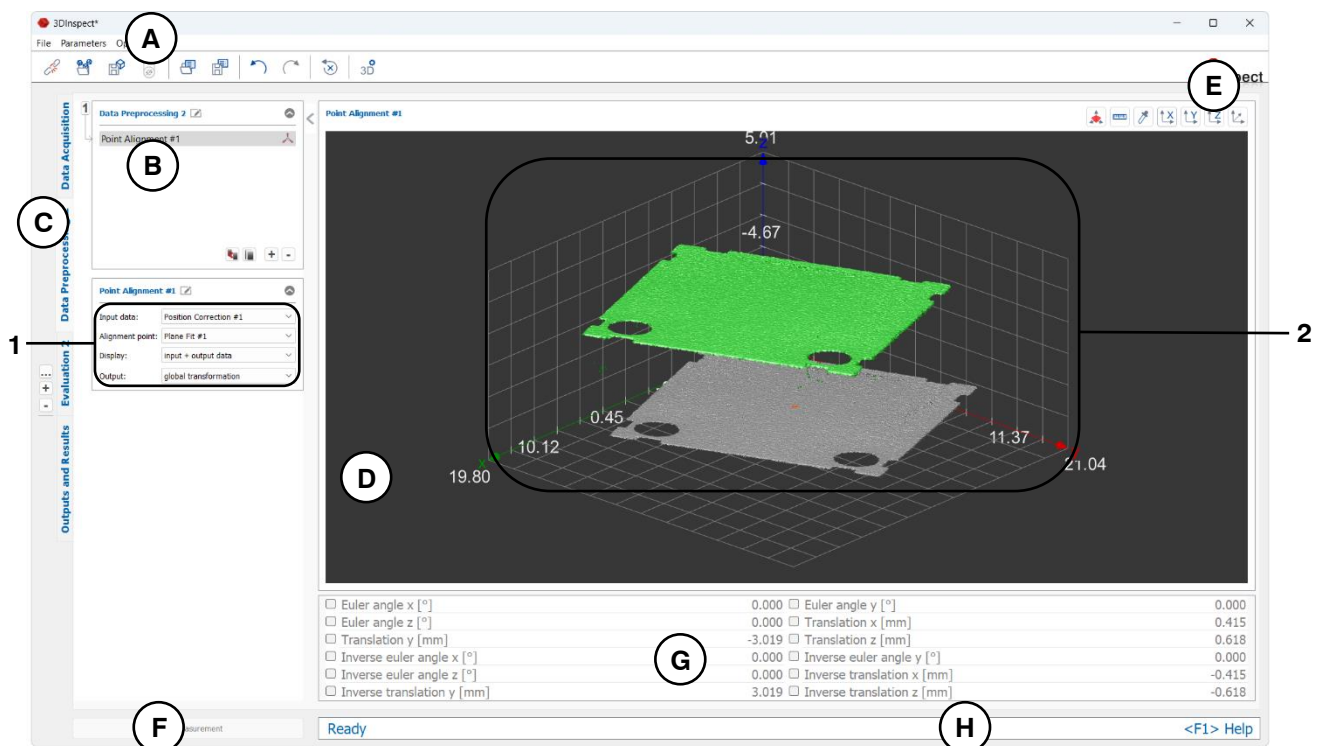 3DInspect*
File Parameters
A
3D
E
pect
1 Data Preprocessing 2
Point Alignment #1
B
C
Data Acquisition
Evaluation 2
Outputs and Results
...
+
-
+ -
Point Alignment #1
Input data: Position Correction #1
Alignment point: Plane Fit #1
Display: input + output data
Output: global transformation
1
Point Alignment #1
X Y Z
5.01
Z
-4.67
0.45
10.12
19.80
11.37
21.04
2
D
Euler angle x [°] 0.000 Euler angle y [°] 0.000
Euler angle z [°] 0.000 Translation x [mm] 0.415
Translation y [mm] -3.019 Translation z [mm] 0.618
Inverse euler angle x [°] 0.000 Inverse euler angle y [°] 0.000
Inverse euler angle z [°] 0.000 Inverse translation x [mm] -0.415
Inverse translation y [mm] 3.019 Inverse translation z [mm] -0.618
G
F
Ready
H
<F1> Help